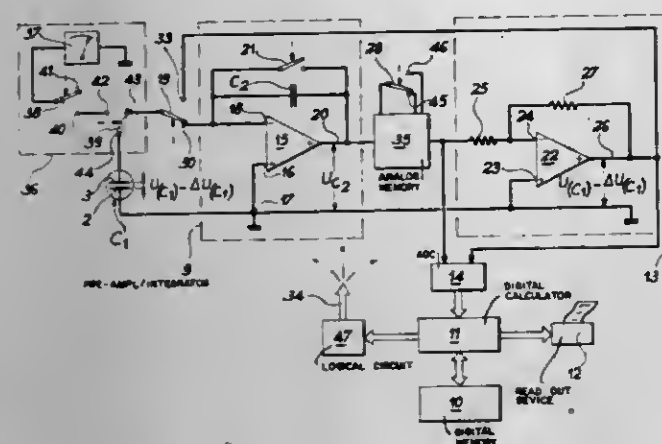 37
41
38
40
42
43
39
44
36
3
2
C1
U(C1) - ΔU(C1)
33
19
30
21
C2
18
15
16
17
20
UC2
9
PRE-AMPL/INTEGRATOR
28
46
45
35
ANALOG
MEMORY
25
27
24
22
23
26
U(C1) - ΔU(C1)
13
ADC
14
DIGITAL
CALCULATOR
11
34
47
LOGICAL CIRCUIT
12
READ OUT
DEVICE
10
DIGITAL
MEMORY